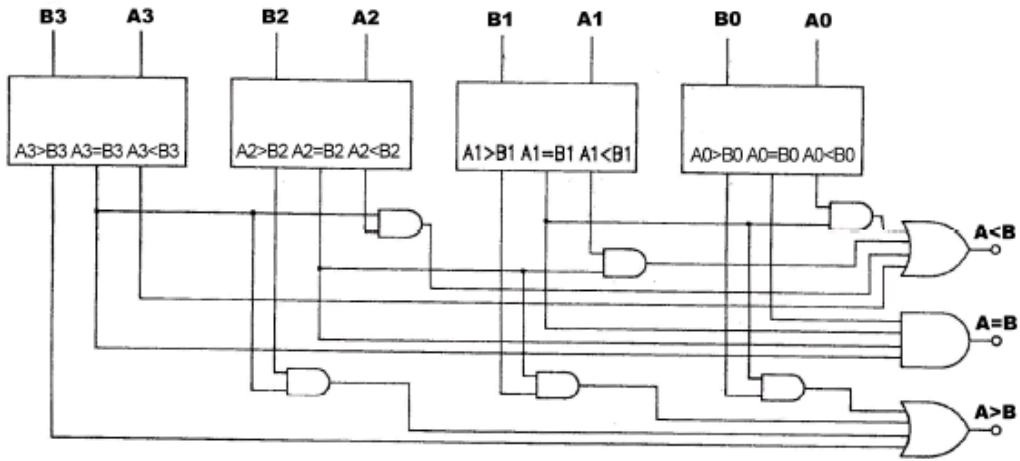 B3 A3 B2 A2 B1 A1 B0 A0
A3>B3 A3=B3 A3<B3 A2>B2 A2=B2 A2<B2 A1>B1 A1=B1 A1<B1 A0>B0 A0=B0 A0<B0
A<B
A=B
A>B